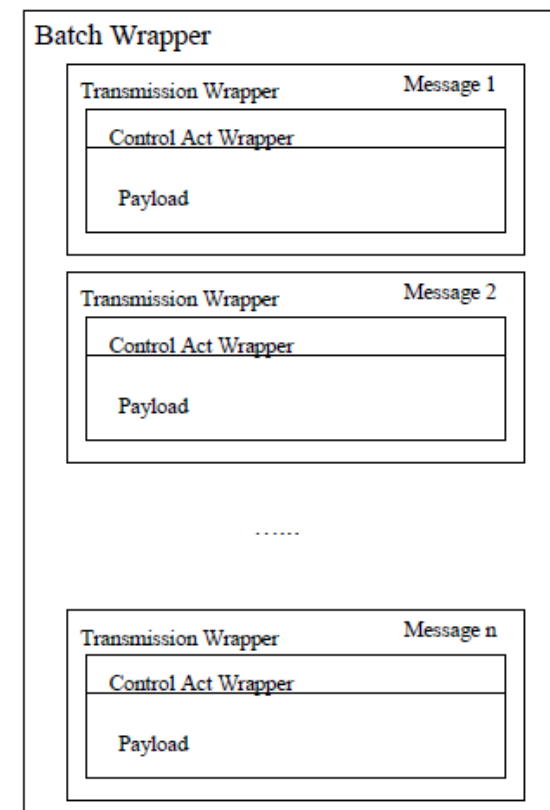 Batch Wrapper
Transmission Wrapper Message 1
Control Act Wrapper
Payload
Transmission Wrapper Message 2
Control Act Wrapper
Payload
......
Transmission Wrapper Message n
Control Act Wrapper
Payload